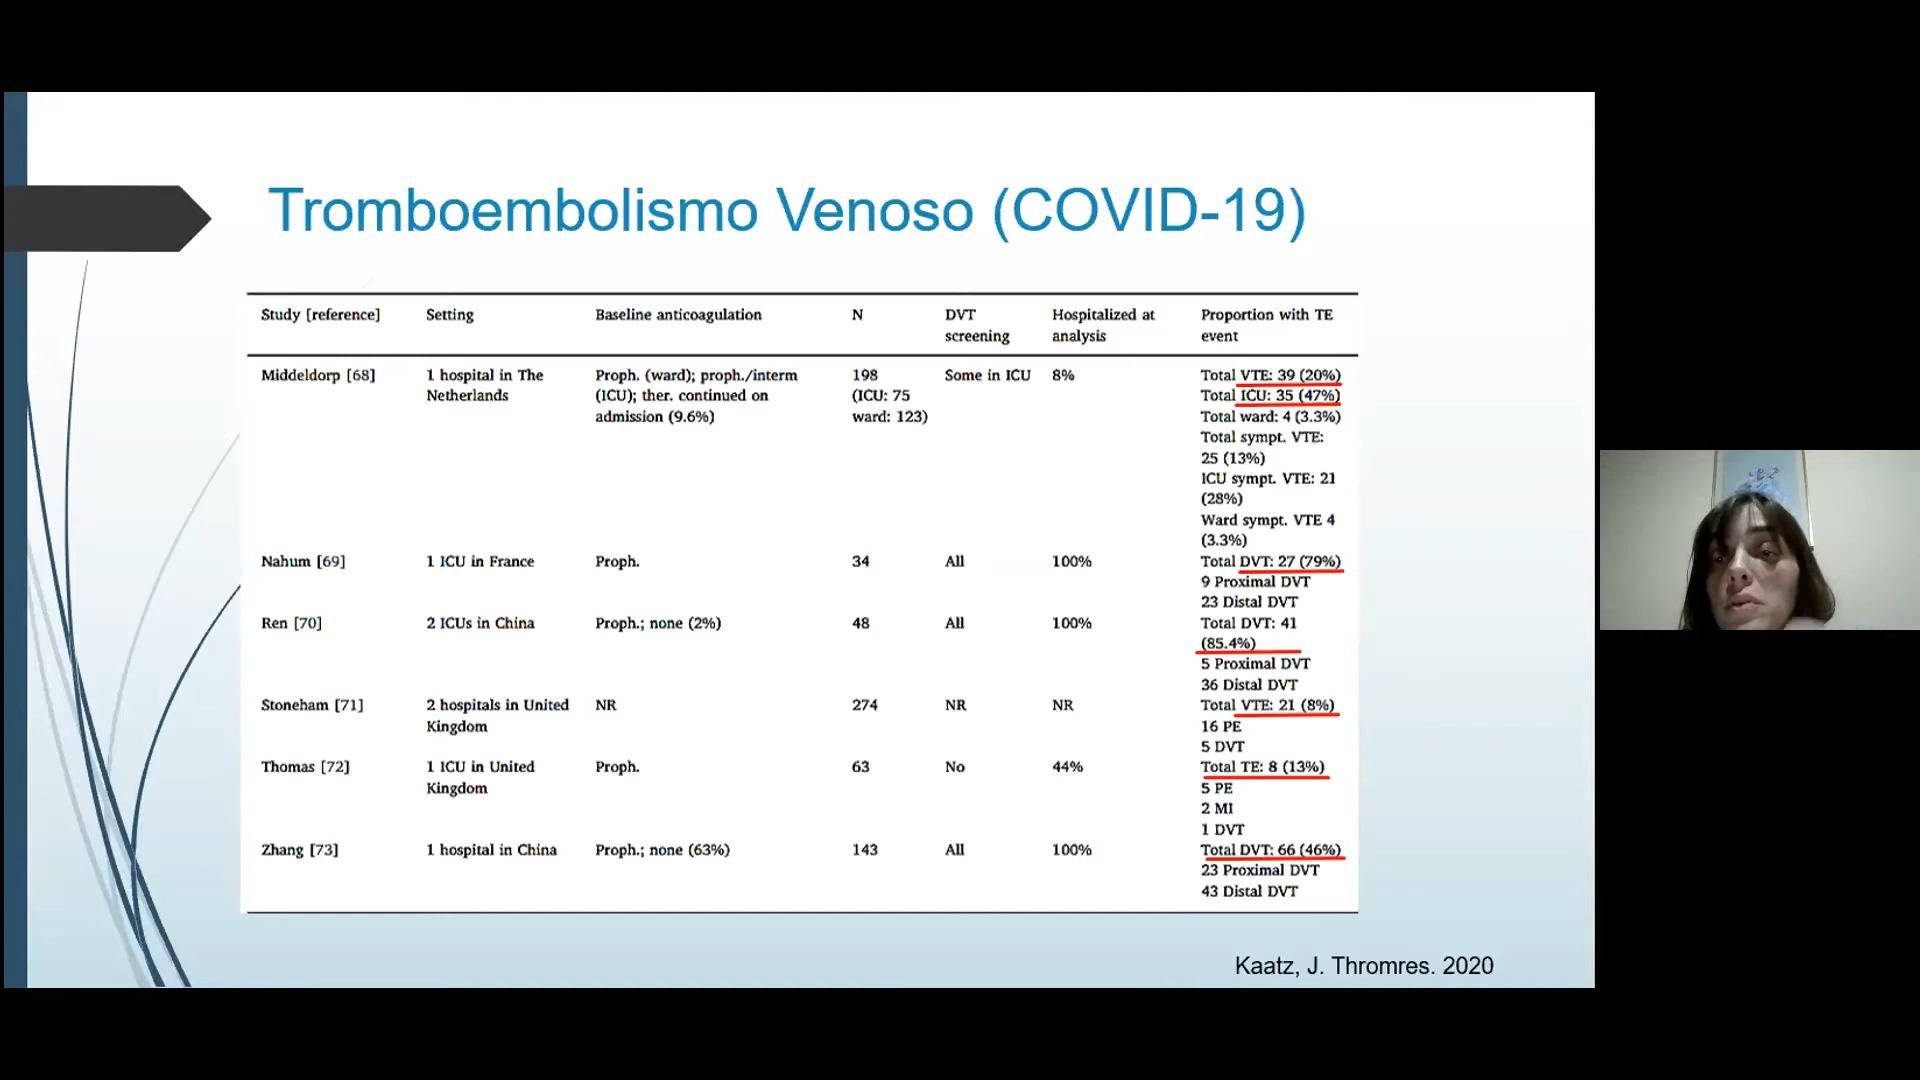 Tromboembolismo Venoso (COVID-19)
Study [reference] Setting Baseline anticoagulation N DVT screening Hospitalized at analysis Proportion with TE event
Middeldorp [68] 1 hospital in The Netherlands Proph. (ward); proph./interm (ICU); ther. continued on admission (9.6%) 198 (ICU: 75 ward: 123) Some in ICU 8% Total VTE: 39 (20%)
Total ICU: 35 (47%)
Total ward: 4 (3.3%)
Total sympt. VTE:
25 (13%)
ICU sympt. VTE: 21
(28%)
Ward sympt. VTE 4
(3.3%)
Nahum [69] 1 ICU in France Proph. 34 All 100% Total DVT: 27 (79%)
9 Proximal DVT
23 Distal DVT
Ren [70] 2 ICUs in China Proph.; none (2%) 48 All 100% Total DVT: 41
(85.4%)
5 Proximal DVT
36 Distal DVT
Stoneham [71] 2 hospitals in United Kingdom NR 274 NR NR Total VTE: 21 (8%)
16 PE
5 DVT
Thomas [72] 1 ICU in United Kingdom Proph. 63 No 44% Total TE: 8 (13%)
5 PE
2 MI
1 DVT
Zhang [73] 1 hospital in China Proph.; none (63%) 143 All 100% Total DVT: 66 (46%)
23 Proximal DVT
43 Distal DVT
Kaatz, J. Thromres. 2020